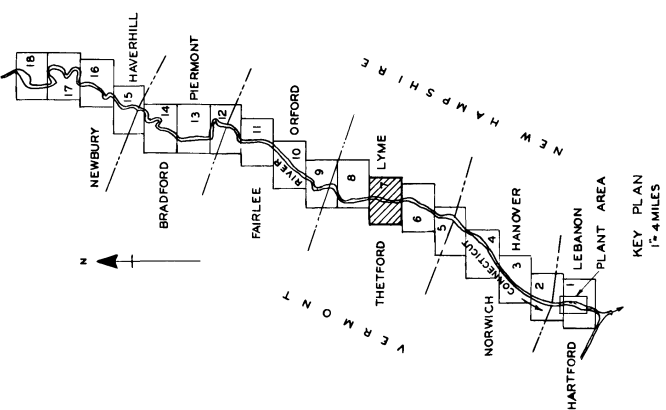 18
17
16
15
14
13
12
11
10
9
8
7
6
5
4
3
2
1
HAVERHILL
PIERMONT
ORFORD
LYME
HANOVER
LEBANON
PLANT AREA
NEWBURY
BRADFORD
FAIRLEE
THETFORD
NORWICH
HARTFORD
NEW HAMPSHIRE
VERMONT
CONNECTICUT
RIVER
N
KEY PLAN
1"=4 MILES